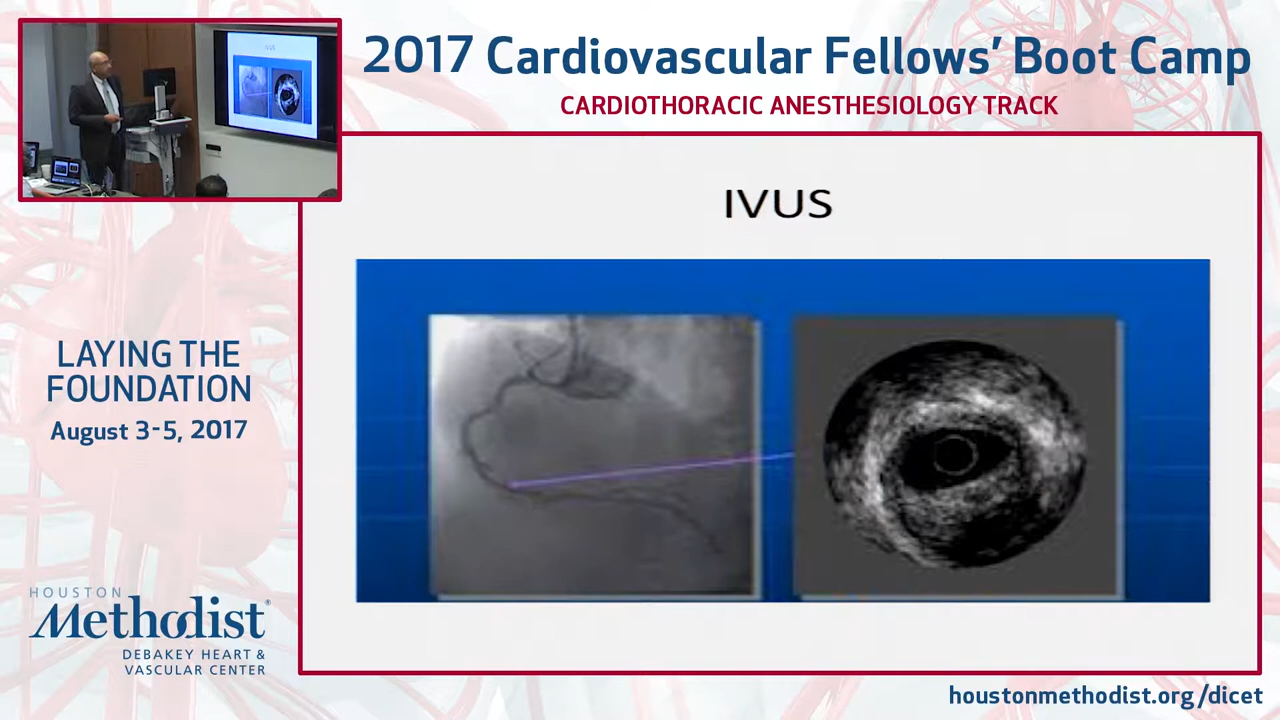 2017 Cardiovascular Fellows’ Boot Camp
CARDIOTHORACIC ANESTHESIOLOGY TRACK
IVUS
LAYING THE
FOUNDATION
August 3-5, 2017
HOUSTON
Methodist®
DEBAKEY HEART &
VASCULAR CENTER
houstonmethodist.org/dicet